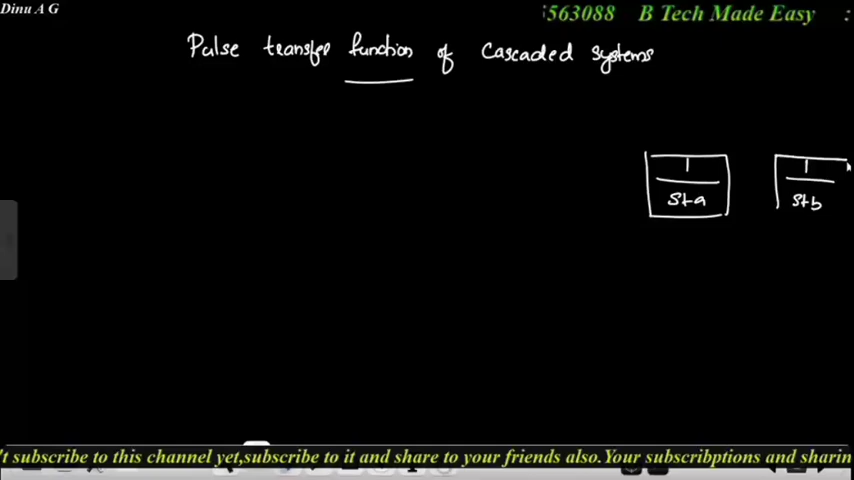 Dinu A G
563088 B Tech Made Easy :
Pulse transfer function of Cascaded Systems
1 1
S+a S+b
't subscribe to this channel yet,subscribe to it and share to your friends also.Your subscribptions and sharin